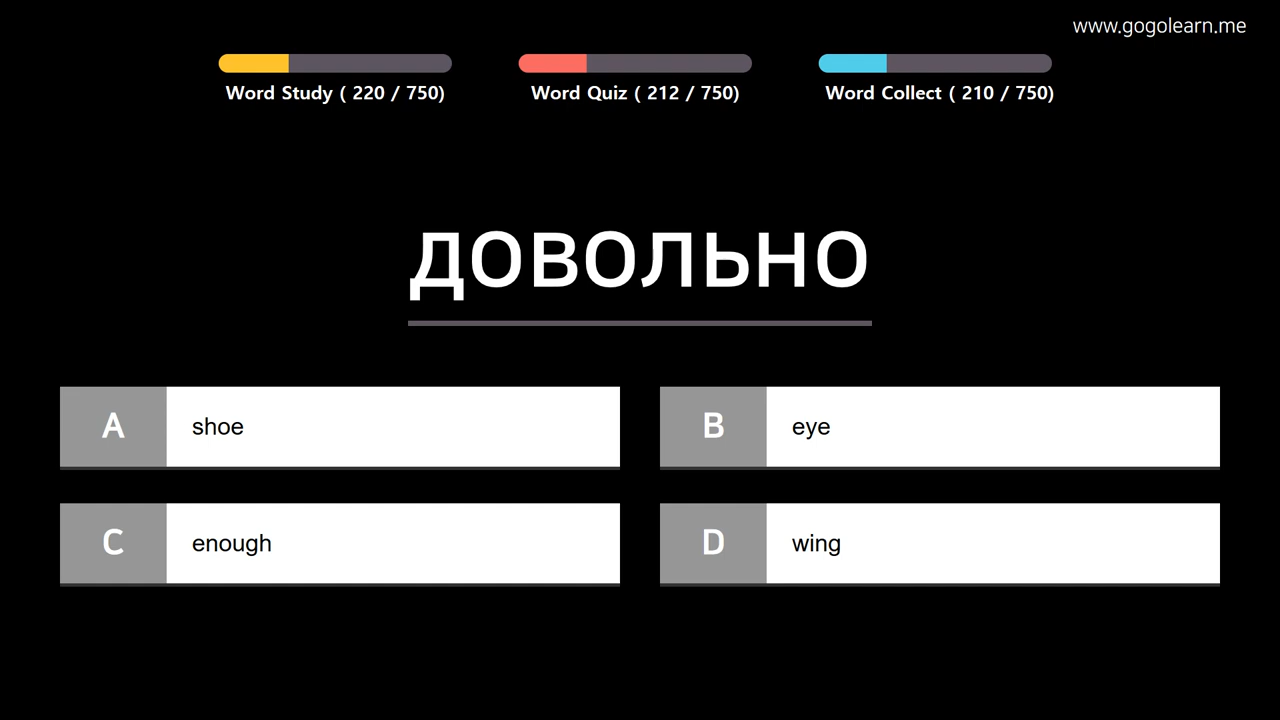 www.gogolearn.me
Word Study ( 220 / 750)
Word Quiz ( 212 / 750)
Word Collect ( 210 / 750)
довольно
A shoe
B eye
C enough
D wing